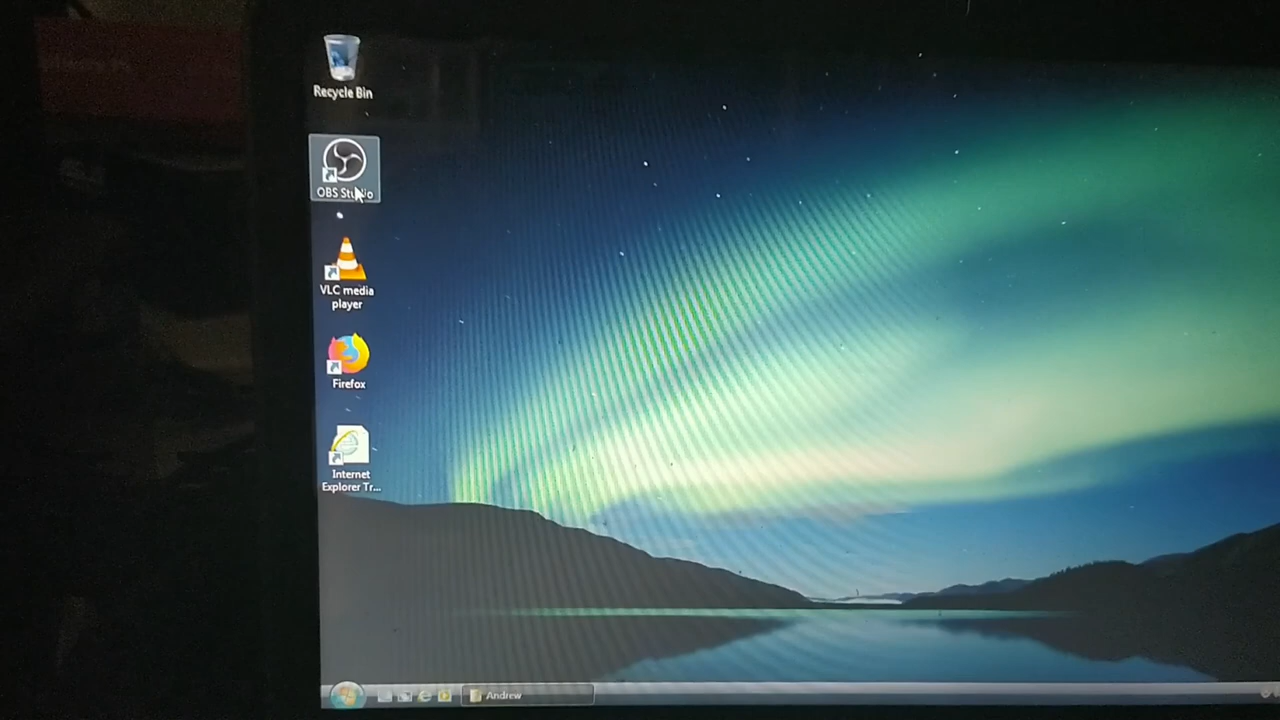 Recycle Bin
OBS Studio
VLC media
player
Firefox
Internet
Explorer Tr...
Andrew